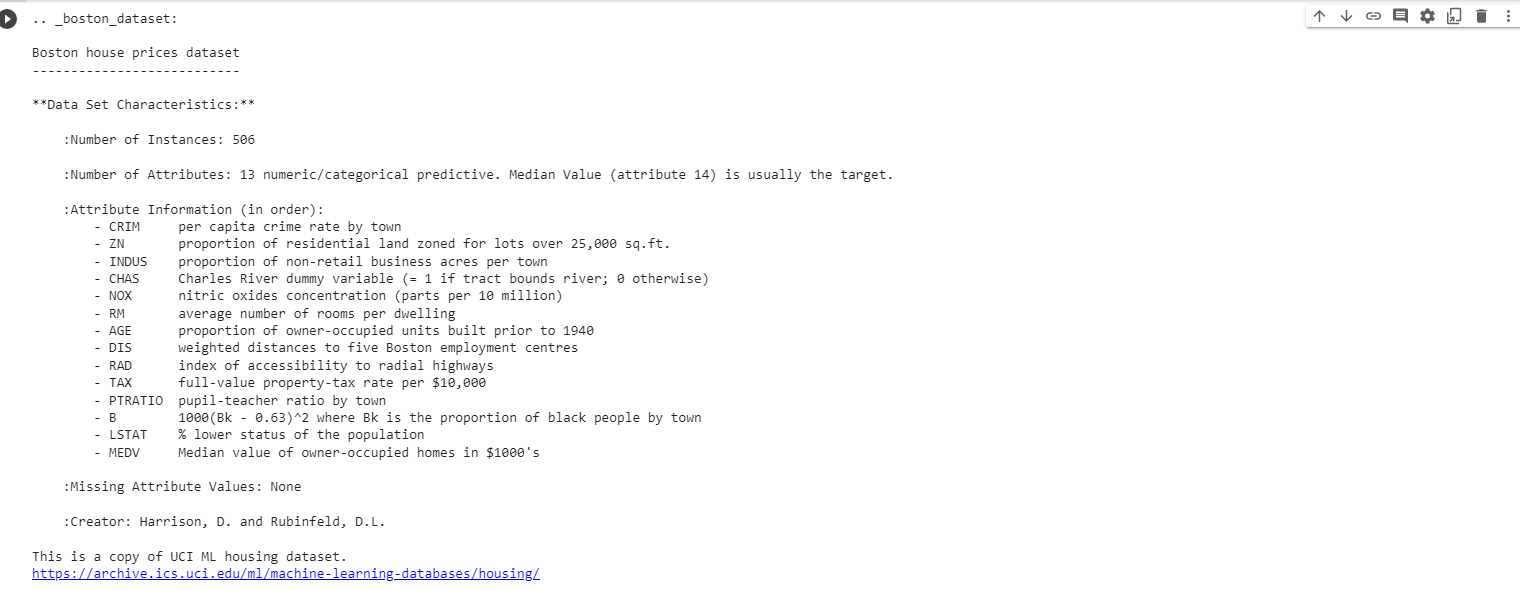 .. _boston_dataset:
Boston house prices dataset
---------------------------
**Data Set Characteristics:**
:Number of Instances: 506
:Number of Attributes: 13 numeric/categorical predictive. Median Value (attribute 14) is usually the target.
:Attribute Information (in order):
- CRIM     per capita crime rate by town
- ZN       proportion of residential land zoned for lots over 25,000 sq.ft.
- INDUS    proportion of non-retail business acres per town
- CHAS     Charles River dummy variable (= 1 if tract bounds river; 0 otherwise)
- NOX      nitric oxides concentration (parts per 10 million)
- RM       average number of rooms per dwelling
- AGE      proportion of owner-occupied units built prior to 1940
- DIS      weighted distances to five Boston employment centres
- RAD      index of accessibility to radial highways
- TAX      full-value property-tax rate per $10,000
- PTRATIO  pupil-teacher ratio by town
- B        1000(Bk - 0.63)^2 where Bk is the proportion of black people by town
- LSTAT    % lower status of the population
- MEDV     Median value of owner-occupied homes in $1000's
:Missing Attribute Values: None
:Creator: Harrison, D. and Rubinfeld, D.L.
This is a copy of UCI ML housing dataset.
https://archive.ics.uci.edu/ml/machine-learning-databases/housing/